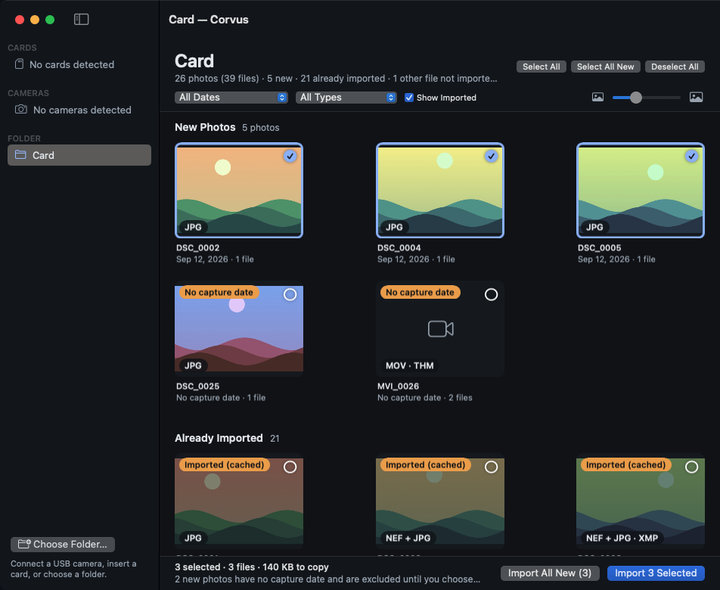 Card — Corvus
CARDS
No cards detected
CAMERAS
No cameras detected
FOLDER
Card
Choose Folder...
Connect a USB camera, insert a
card, or choose a folder.
Card
26 photos (39 files) · 5 new · 21 already imported · 1 other file not importe...
Select All
Select All New
Deselect All
All Dates
All Types
Show Imported
New Photos 5 photos
JPG
DSC_0002
Sep 12, 2026 · 1 file
JPG
DSC_0004
Sep 12, 2026 · 1 file
JPG
DSC_0005
Sep 12, 2026 · 1 file
No capture date
JPG
DSC_0025
No capture date · 1 file
No capture date
MOV · THM
MVI_0026
No capture date · 2 files
Already Imported 21
Imported (cached)
JPG
Imported (cached)
NEF + JPG
Imported (cached)
NEF + JPG · XMP
3 selected · 3 files · 140 KB to copy
2 new photos have no capture date and are excluded until you choose...
Import All New (3)
Import 3 Selected